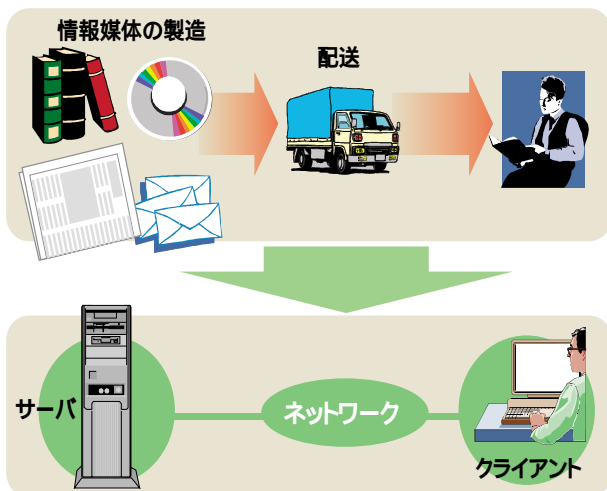 情報媒体の製造
配送
サーバ
ネットワーク
クライアント